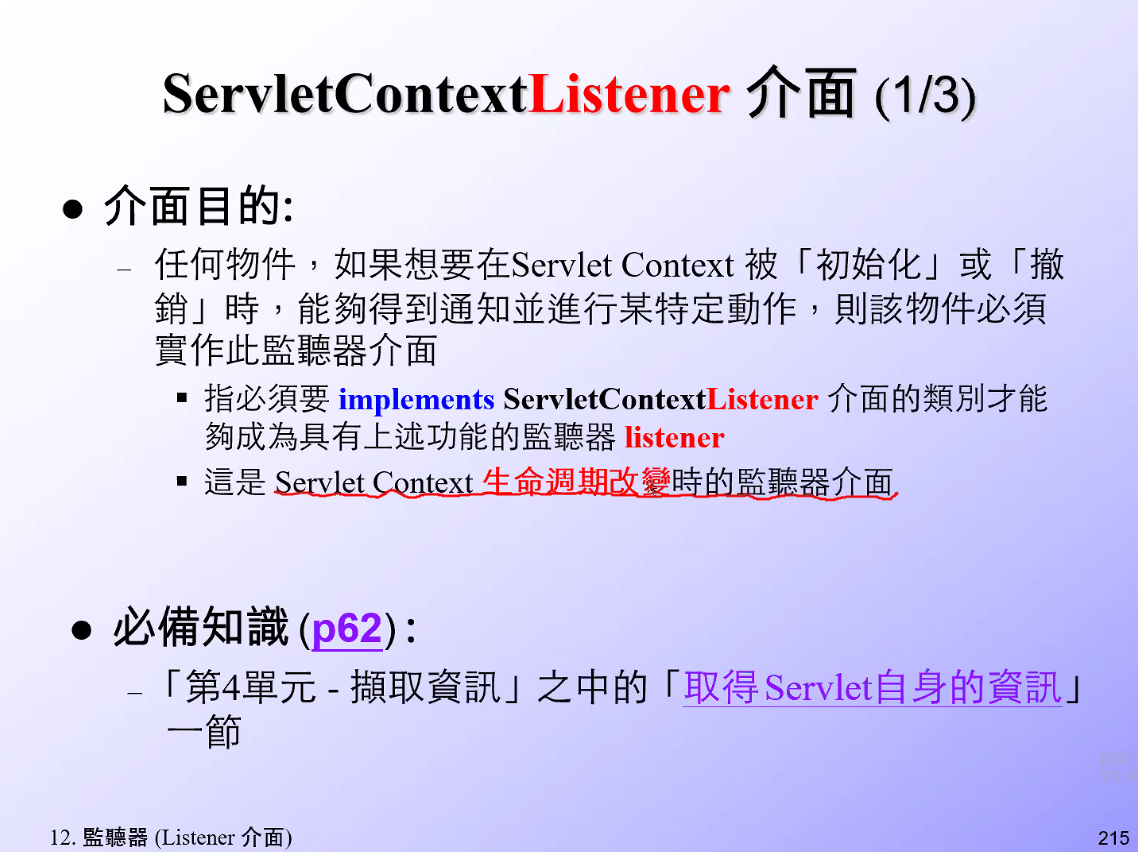 ServletContextListener 介面 (1/3)
● 介面目的:
– 任何物件，如果想要在Servlet Context 被「初始化」或「撤
銷」時，能夠得到通知並進行某特定動作，則該物件必須
實作此監聽器介面
▪ 指必須要 implements ServletContextListener 介面的類別才能
夠成為具有上述功能的監聽器 listener
▪ 這是 Servlet Context 生命週期改變時的監聽器介面
● 必備知識 (p62) :
– 「第4單元 - 擷取資訊」之中的「取得Servlet自身的資訊」
一節
12. 監聽器 (Listener 介面)
215